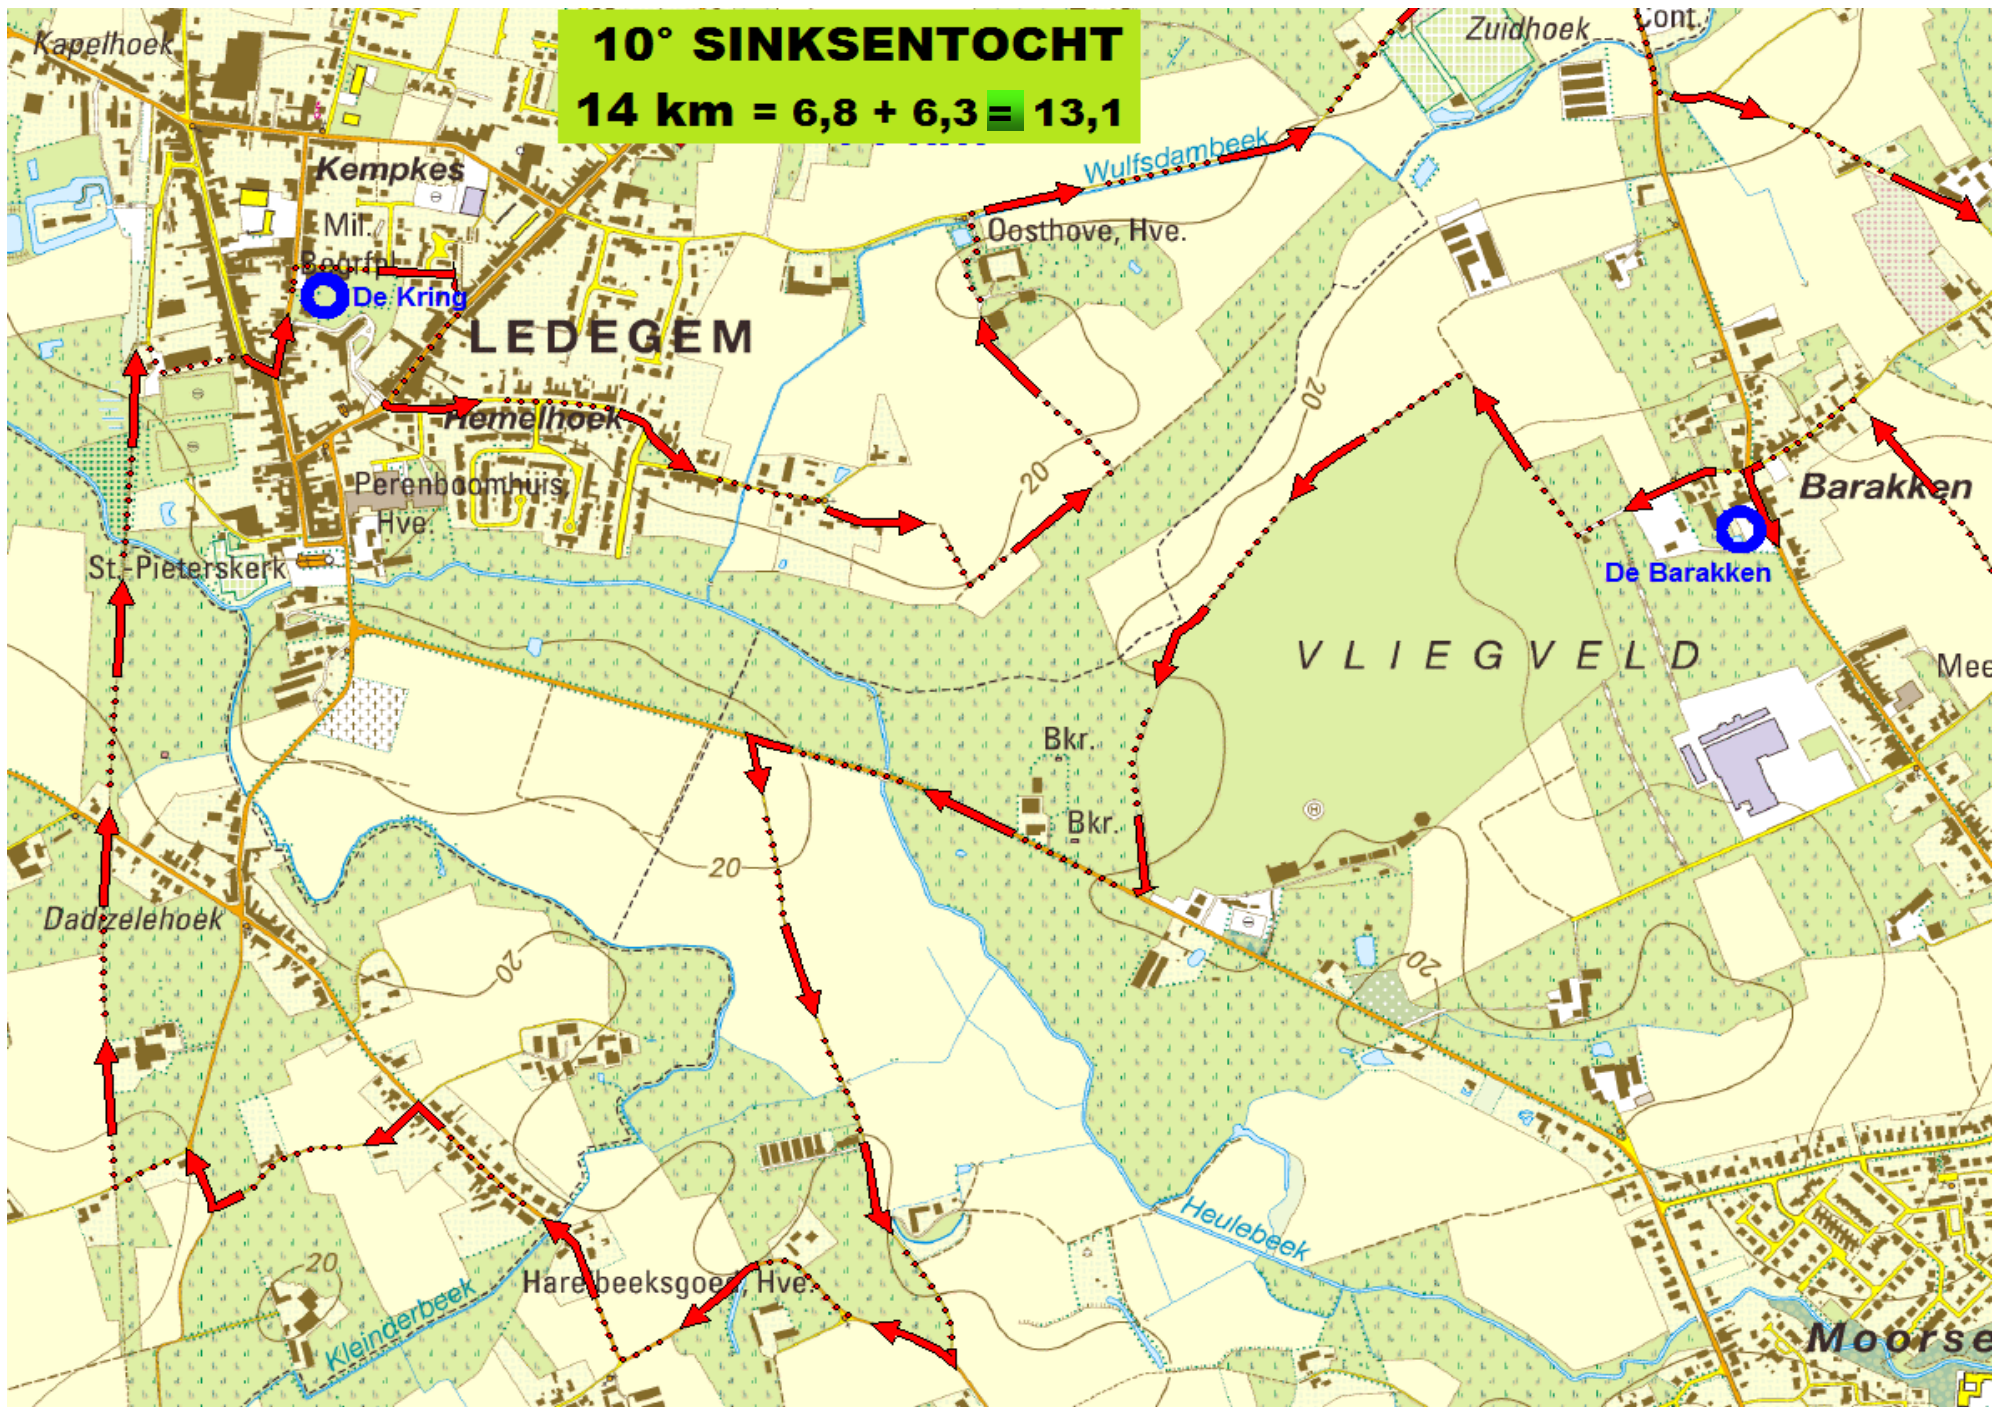 10° SINKSENTOCHT
14 km = 6,8 + 6,3 = 13,1
Kapelhoek
Zuidhoek
Cont.
Kempkes
Wulfsdambeek
Mil.
Oosthove, Hve.
De Kring
LEDEGEM
20
Hemelhoek
20
Perenboomhuis,
Hve.
Barakken
St.-Pieterskerk
De Barakken
VLIEGVELD
Mee
Bkr.
Bkr.
20
Dadizelehoek
20
20
Heulebeek
20
Harelbeeksgoed, Hve.
Kleinderbeek
Moorse